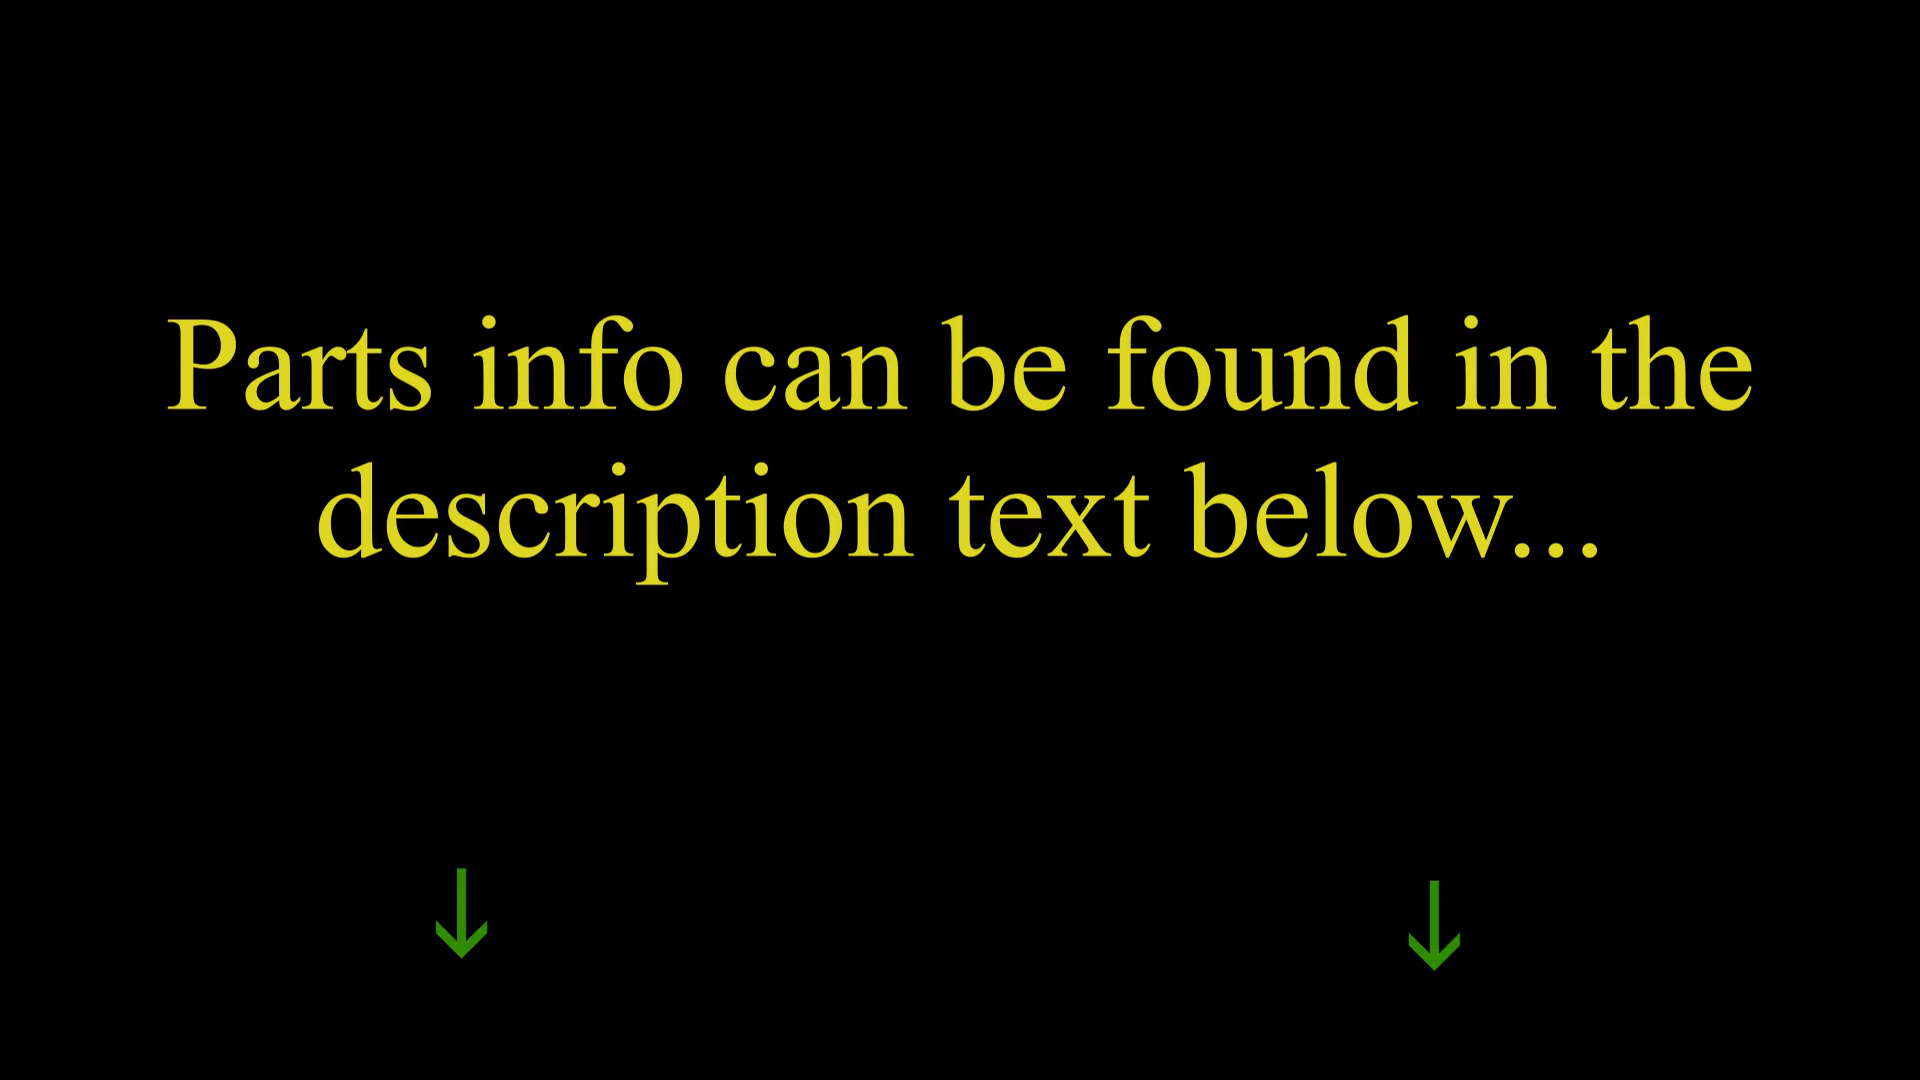 Parts info can be found in the
description text below...
↓ ↓